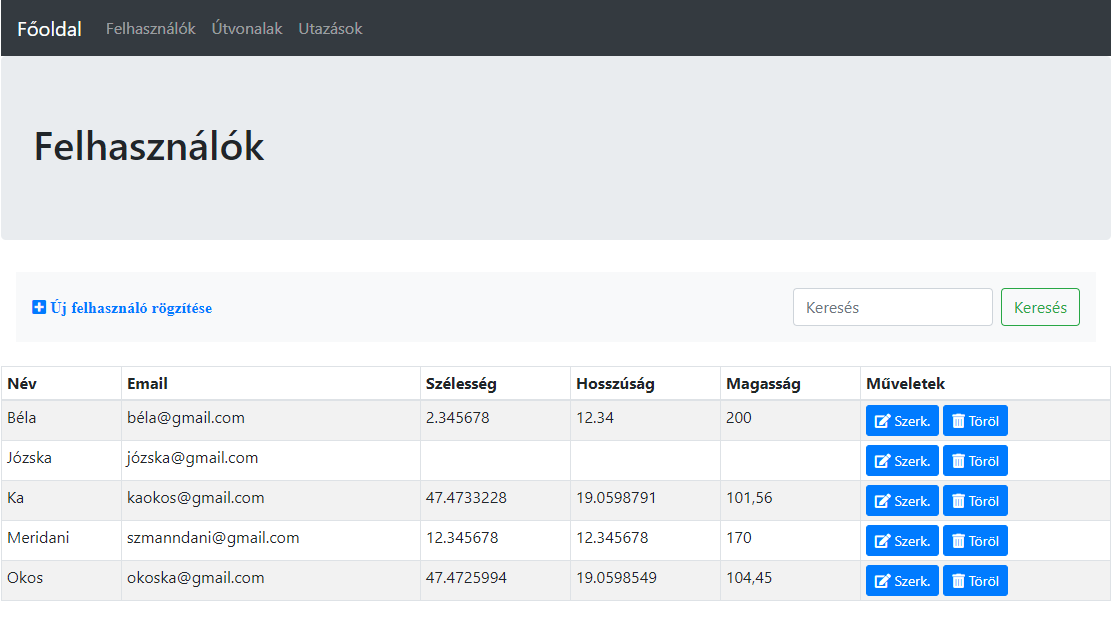 Főoldal Felhasználók Útvonalak Utazások
Felhasználók
Új felhasználó rögzítése Keresés Keresés
Név Email Szélesség Hosszúság Magasság Műveletek
Béla béla@gmail.com 2.345678 12.34 200 Szerk. Töröl
Józska józska@gmail.com Szerk. Töröl
Ka kaokos@gmail.com 47.4733228 19.0598791 101,56 Szerk. Töröl
Meridani szmanndani@gmail.com 12.345678 12.345678 170 Szerk. Töröl
Okos okoska@gmail.com 47.4725994 19.0598549 104,45 Szerk. Töröl